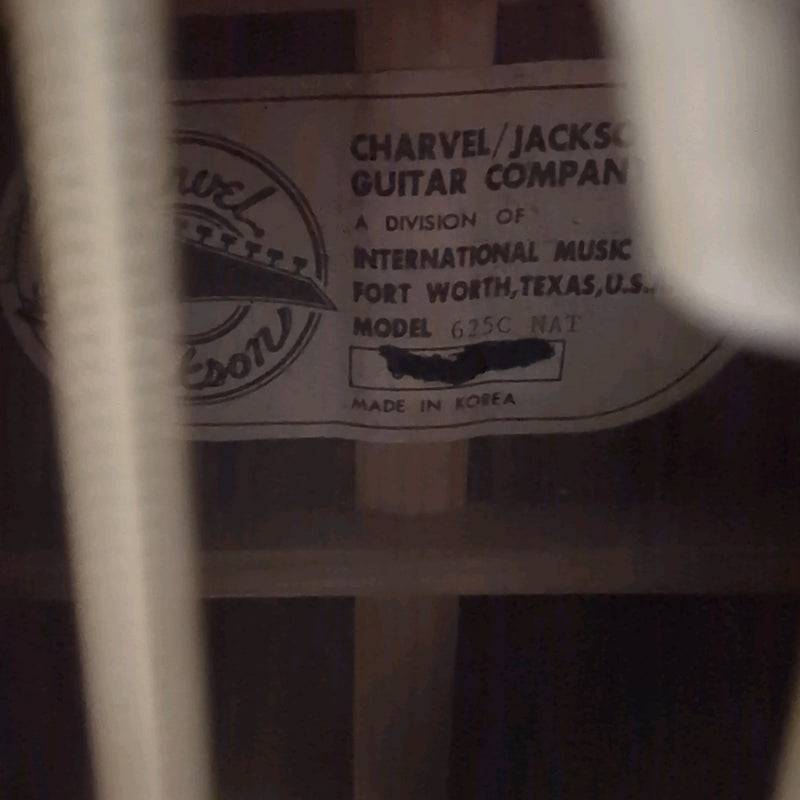 CHARVEL/JACKSO
GUITAR COMPAN
A DIVISION OF
INTERNATIONAL MUSIC
FORT WORTH, TEXAS, U.S.
MODEL 625C NAT
MADE IN KOREA